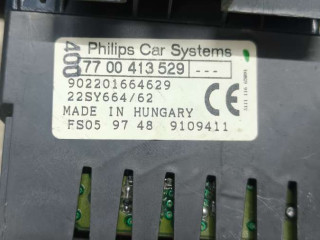 Philips Car Systems
400
77 00 413 529 ---
902201664629
22SY664/62
CE
MADE IN HUNGARY
FS05 97 48 9109411